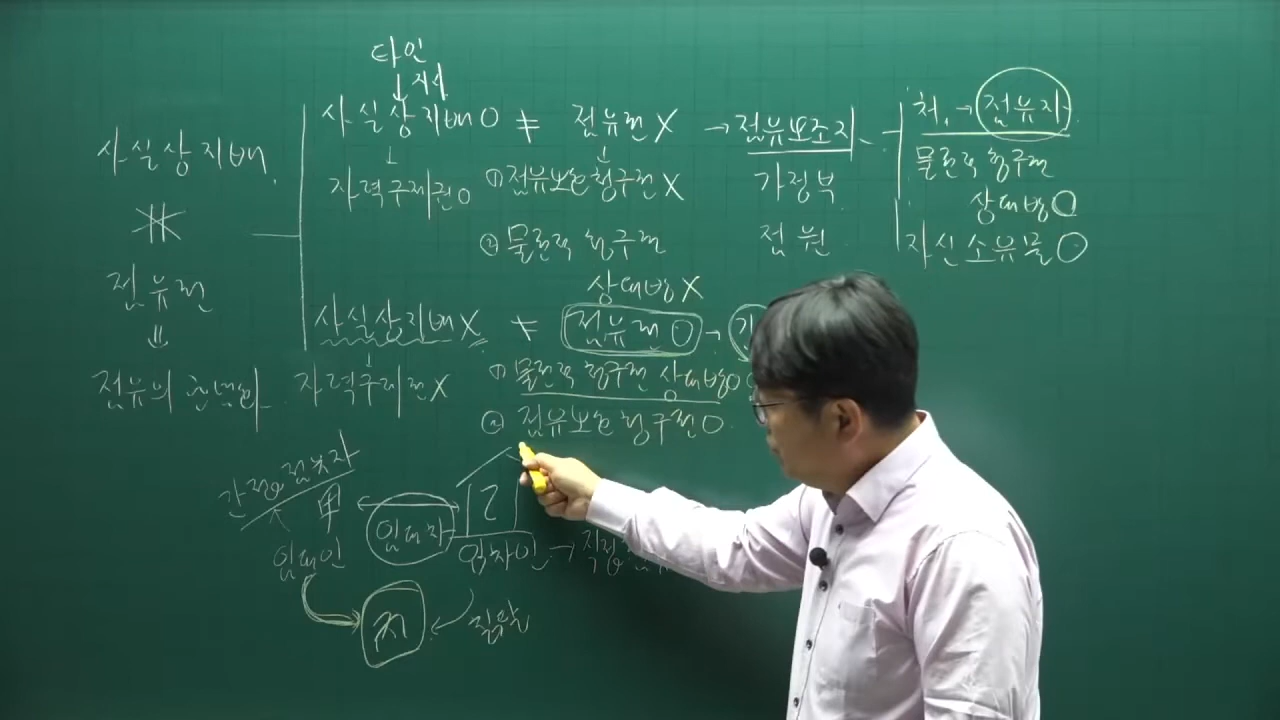 타인
↓ 지시
사실상지배 ○ ≠ 점유권 X → 점유보조자
처. → 점유자
사실상지배
자력구제권 ○
① 점유보호청구권 X
가정부
물권적 청구권
상대방 ○
② 물권적 청구권
점원
자신소유물 ○
점유권
상대방 X
사실상지배 X ≠ 점유권 ○ → 간
점유의 관념화
자력구제권 X
① 물권적 청구권 상대방 ○
② 점유보호청구권 ○
간접점유자
甲 ← 임대차 乙
임대인
임차인 → 직접
丙 ← 침탈